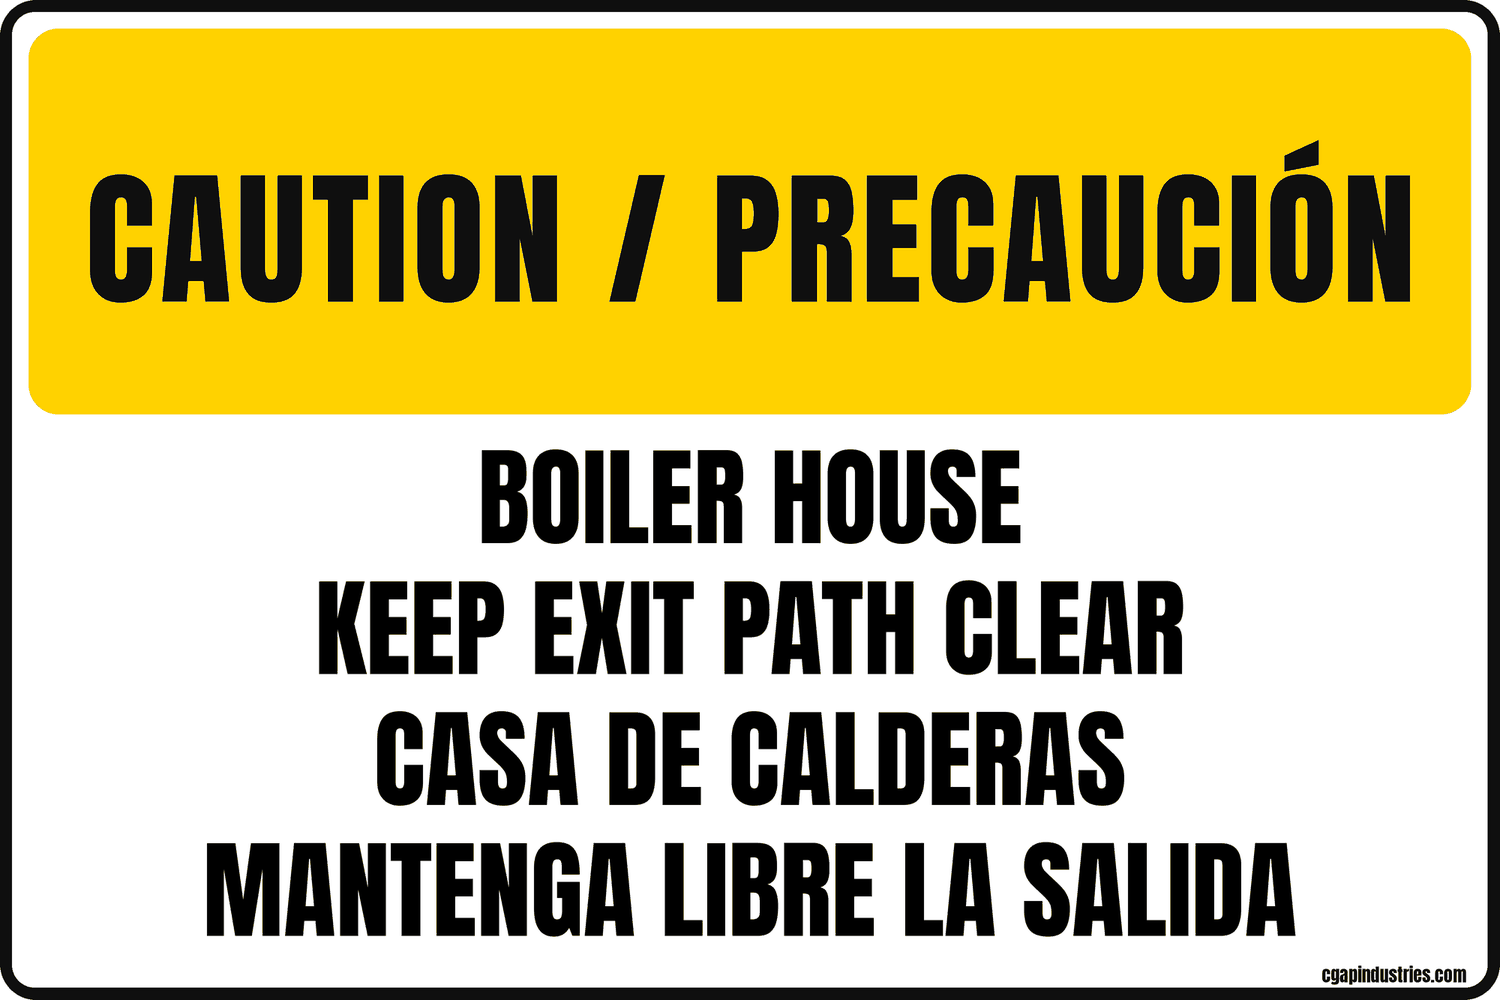 CAUTION / PRECAUCIÓN
BOILER HOUSE
KEEP EXIT PATH CLEAR
CASA DE CALDERAS
MANTENGA LIBRE LA SALIDA
cgapindustries.com